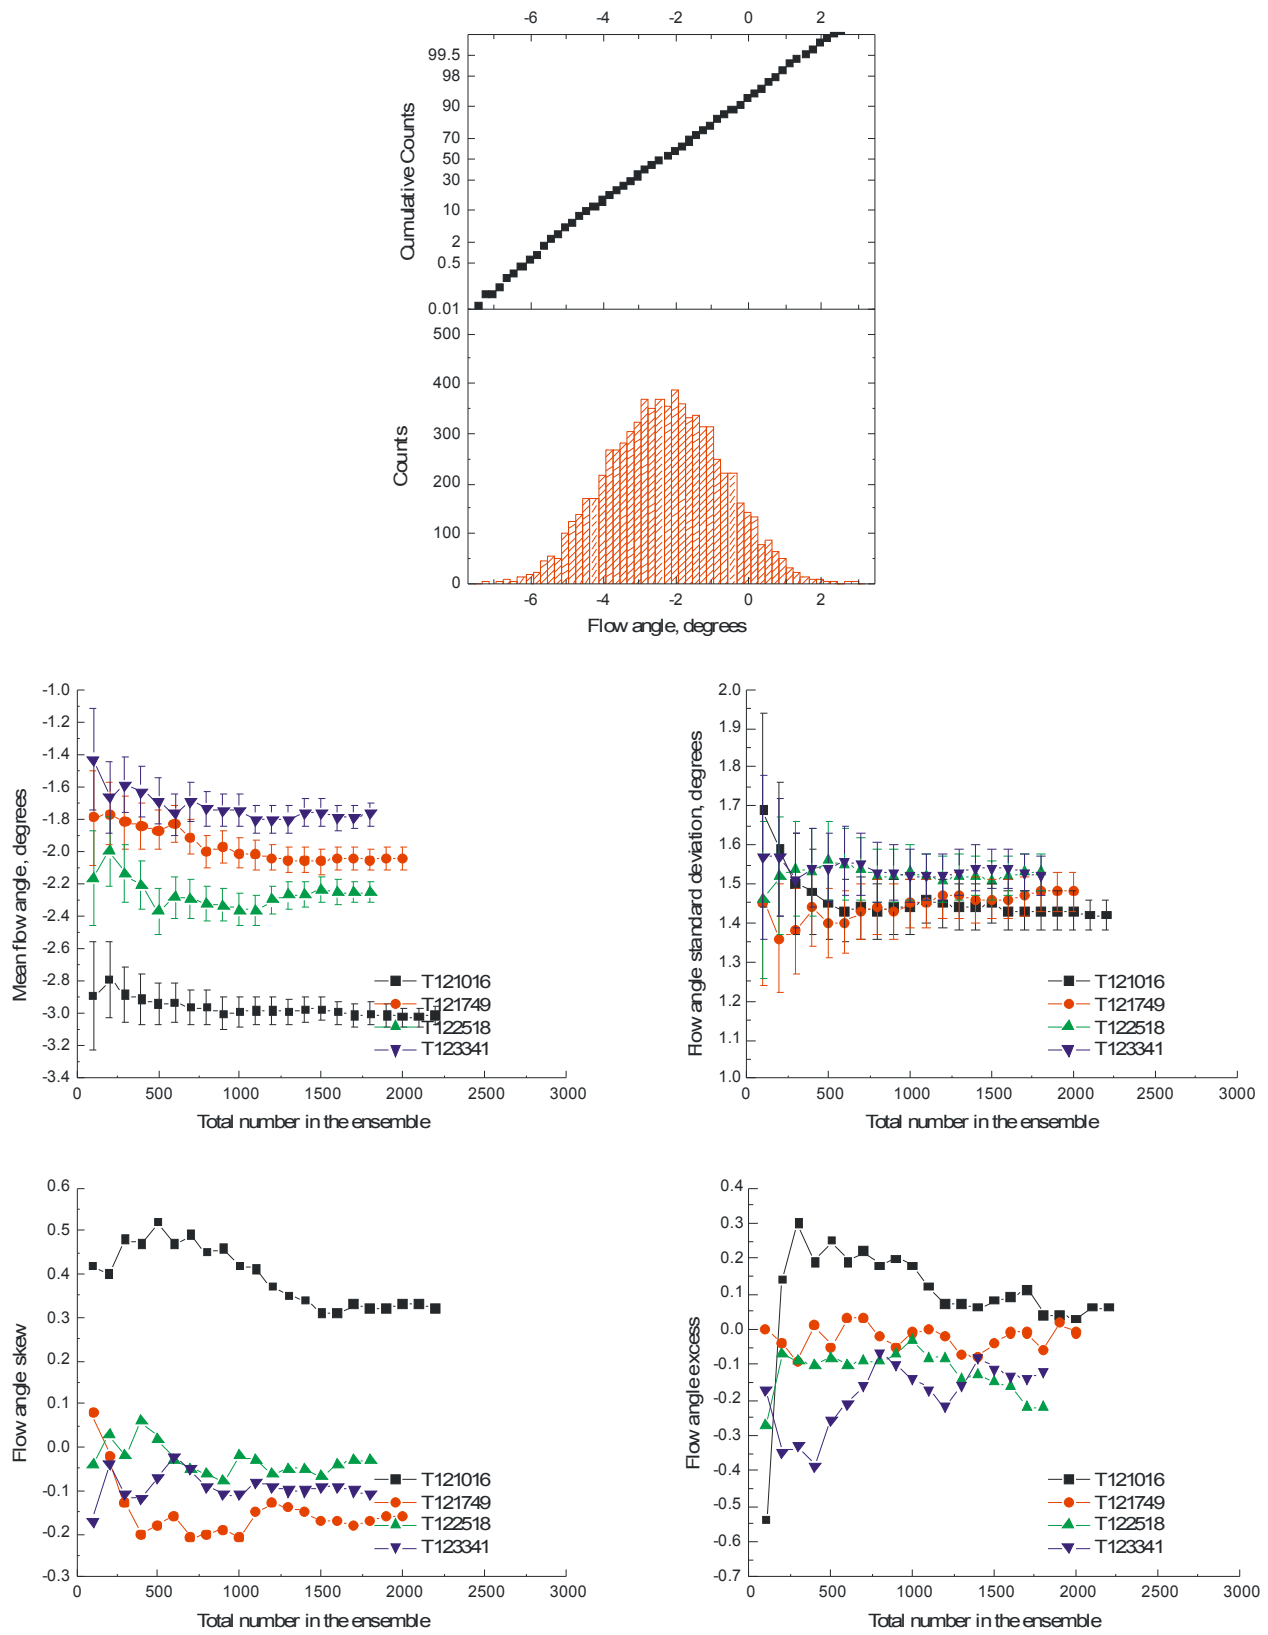 -6 -4 -2 0 2
99.5
98
90
70
50
30
10
2
0.5
0.01
Cumulative Counts
500
400
300
200
100
0
Counts
-6 -4 -2 0 2
Flow angle, degrees
-1.0
-1.2
-1.4
-1.6
-1.8
-2.0
-2.2
-2.4
-2.6
-2.8
-3.0
-3.2
-3.4
Mean flow angle, degrees
T121016
T121749
T122518
T123341
0 500 1000 1500 2000 2500 3000
Total number in the ensemble
2.0
1.9
1.8
1.7
1.6
1.5
1.4
1.3
1.2
1.1
1.0
Flow angle standard deviation, degrees
T121016
T121749
T122518
T123341
0 500 1000 1500 2000 2500 3000
Total number in the ensemble
0.6
0.5
0.4
0.3
0.2
0.1
0.0
-0.1
-0.2
-0.3
Flow angle skew
T121016
T121749
T122518
T123341
0 500 1000 1500 2000 2500 3000
Total number in the ensemble
0.4
0.3
0.2
0.1
0.0
-0.1
-0.2
-0.3
-0.4
-0.5
-0.6
-0.7
Flow angle excess
T121016
T121749
T122518
T123341
0 500 1000 1500 2000 2500 3000
Total number in the ensemble